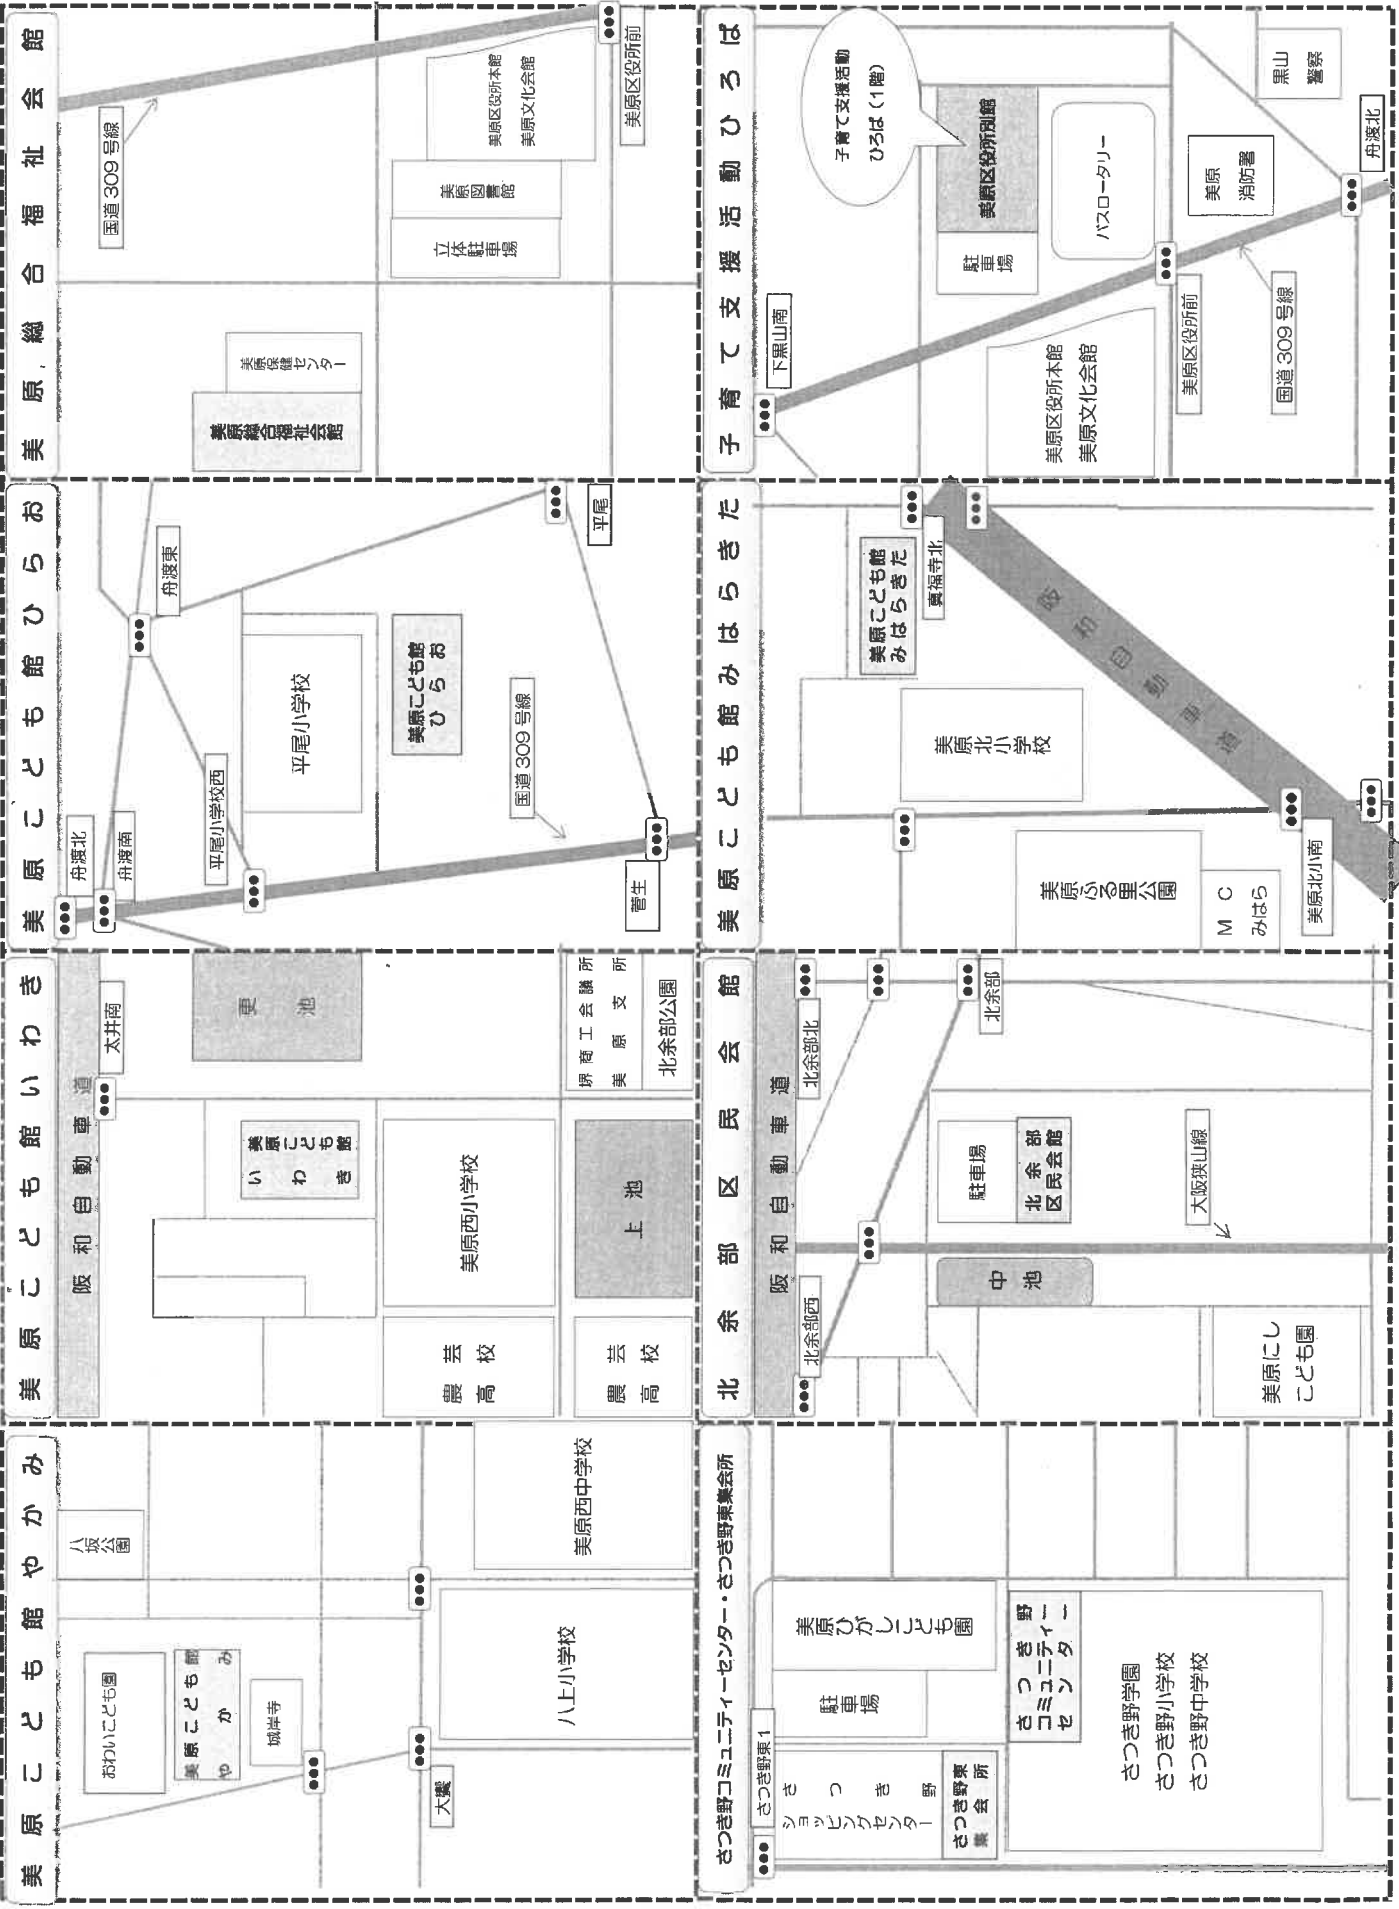 美原こども館やかみ
八坂
公園
おわいこども園
美原こども館
やかみ
城岸寺
大饗
美原西中学校
八上小学校
美原こども館いわき
阪和自動車道
太井南
更池
美原こども館
いわき
美原西小学校
上池
堺商工会議所
美原支所
北余部公園
農芸
高校
農芸
高校
美原こども館ひらお
舟渡北
舟渡南
舟渡東
平尾小学校西
平尾小学校
美原こども館
ひらお
国道309号線
平尾
菅生
美原総合福祉会館
国道309号線
美原区役所本館
美原文化会館
美原区役所前
美原図書館
立体
駐車場
美原
保健センター
美原総合福祉会館
さつき野コミュニティーセンター・さつき野東集会所
さつき野東1
さつき野
ショッピングセンター
さつき野東
集会所
駐車場
美原ひがしこども園
さつき野
コミュニティー
センター
さつき野学園
さつき野小学校
さつき野中学校
北余部区民会館
阪和自動車道
北余部西
北余部北
北余部
駐車場
北余部
区民会館
中池
大阪狭山線
美原にし
こども園
美原こども館みはらきた
美原こども館
みはらきた
真福寺北
阪和自動車道
美原北小学校
美原ふる里公園
MC
みはら
美原北小南
子育て支援活動ひろば
子育て支援活動
ひろば(1階)
下黒山南
駐車場
美原区役所別館
バスロータリー
美原区役所本館
美原文化会館
美原区役所前
国道309号線
美原
消防署
黒山
警察
舟渡北